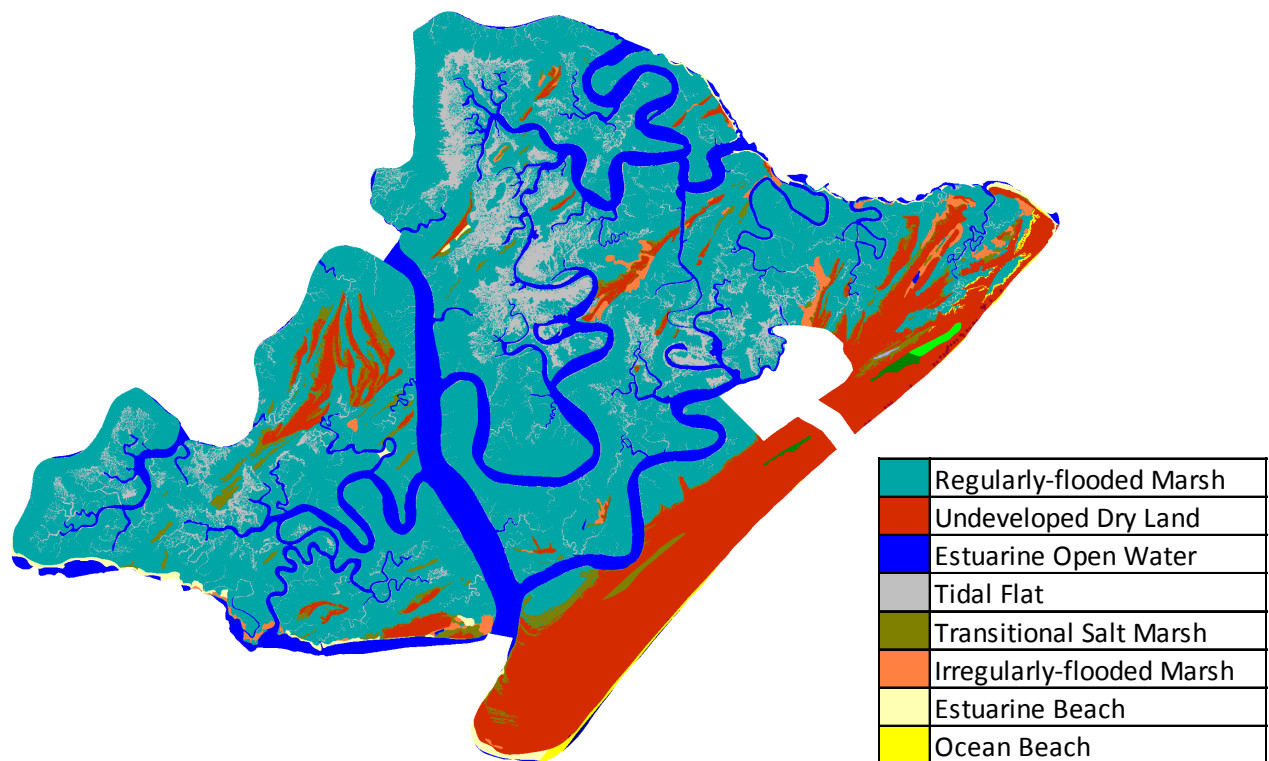 Regularly-flooded Marsh
Undeveloped Dry Land
Estuarine Open Water
Tidal Flat
Transitional Salt Marsh
Irregularly-flooded Marsh
Estuarine Beach
Ocean Beach